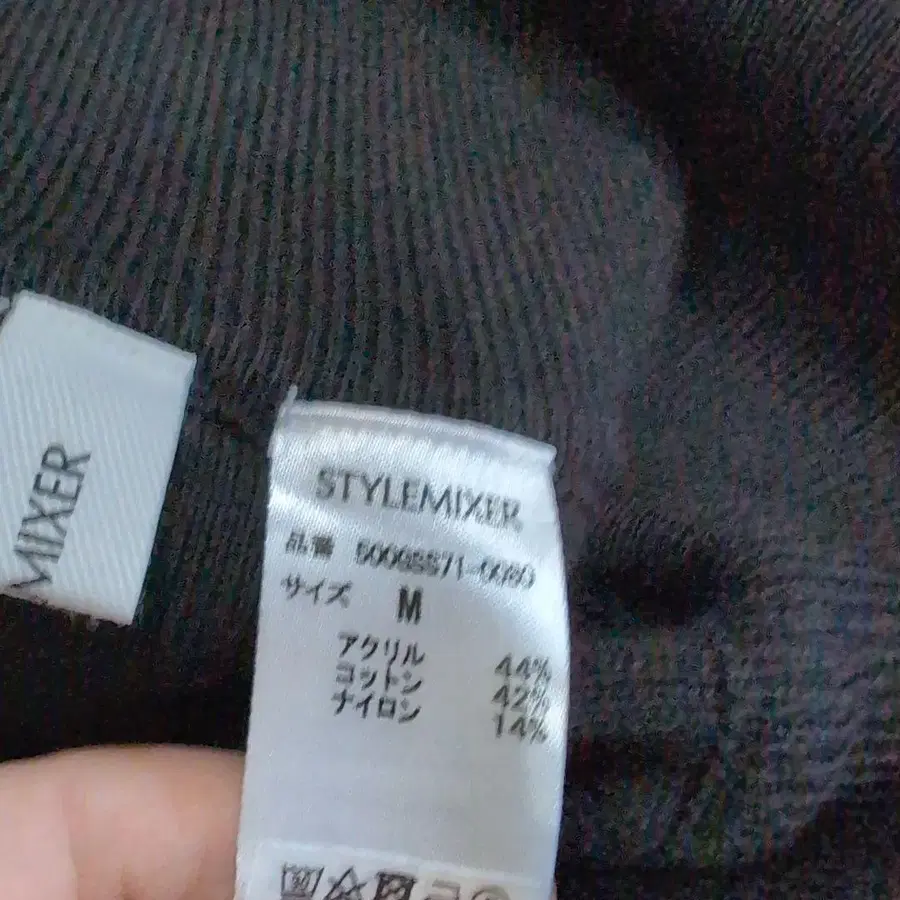 MIXER
STYLEMIXER
品番
サイズ M
アクリル 44%
コットン 42%
ナイロン 14%